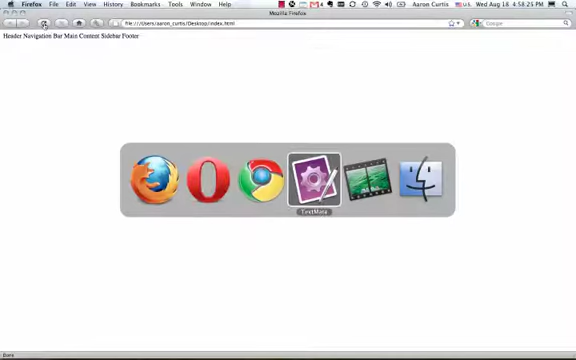 Firefox File Edit View History Bookmarks Tools Window Help Aaron Curtis U.S. Wed Aug 18 4:58:25 PM
Mozilla Firefox
file:///Users/aaron_curtis/Desktop/index.html Google
Header Navigation Bar Main Content Sidebar Footer
TextMate
Done